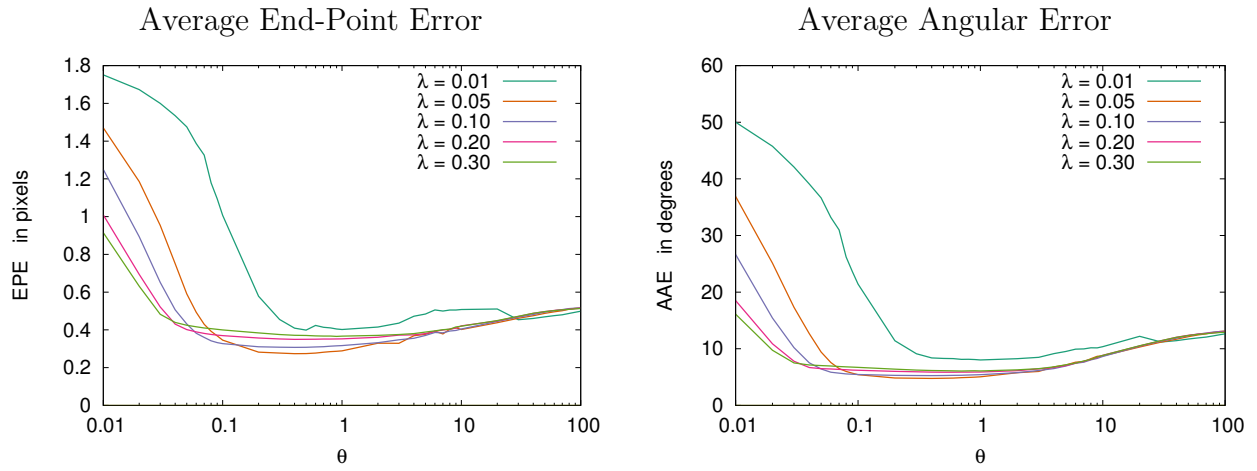 Average End-Point Error
1.8
1.6
1.4
1.2
1
0.8
0.6
0.4
0.2
0
EPE in pixels
λ = 0.01
λ = 0.05
λ = 0.10
λ = 0.20
λ = 0.30
0.01 0.1 1 10 100
θ
Average Angular Error
60
50
40
30
20
10
0
AAE in degrees
λ = 0.01
λ = 0.05
λ = 0.10
λ = 0.20
λ = 0.30
0.01 0.1 1 10 100
θ